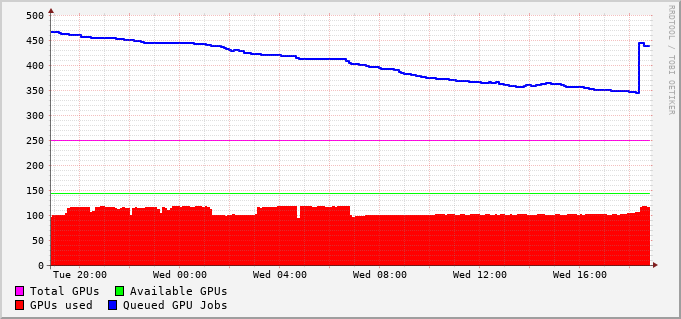 500
450
400
350
300
250
200
150
100
50
0
Tue 20:00 Wed 00:00 Wed 04:00 Wed 08:00 Wed 12:00 Wed 16:00
Total GPUs Available GPUs
GPUs used Queued GPU Jobs
RRDTOOL / TOBI OETIKER